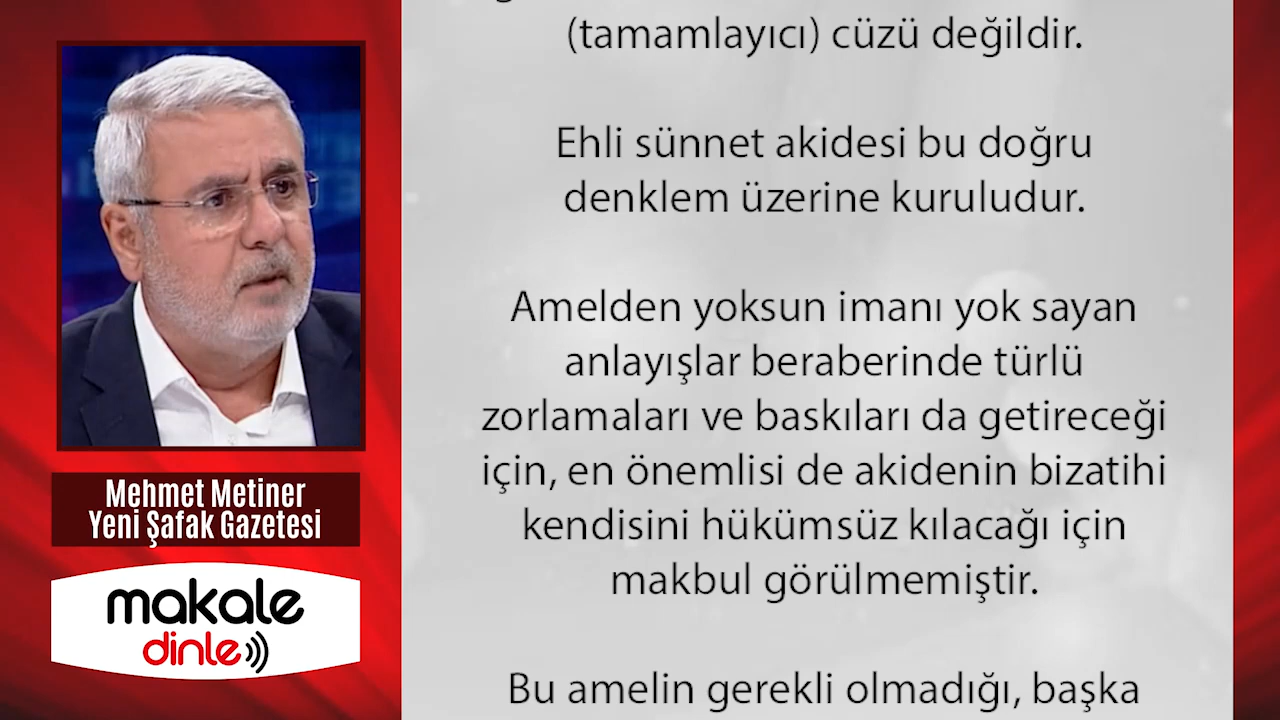 (tamamlayıcı) cüzü değildir.
Ehli sünnet akidesi bu doğru
denklem üzerine kuruludur.
Amelden yoksun imanı yok sayan
anlayışlar beraberinde türlü
zorlamaları ve baskıları da getireceği
için, en önemlisi de akidenin bizatihi
kendisini hükümsüz kılacağı için
makbul görülmemiştir.
Bu amelin gerekli olmadığı, başka
Mehmet Metiner
Yeni Şafak Gazetesi
makale
dinle